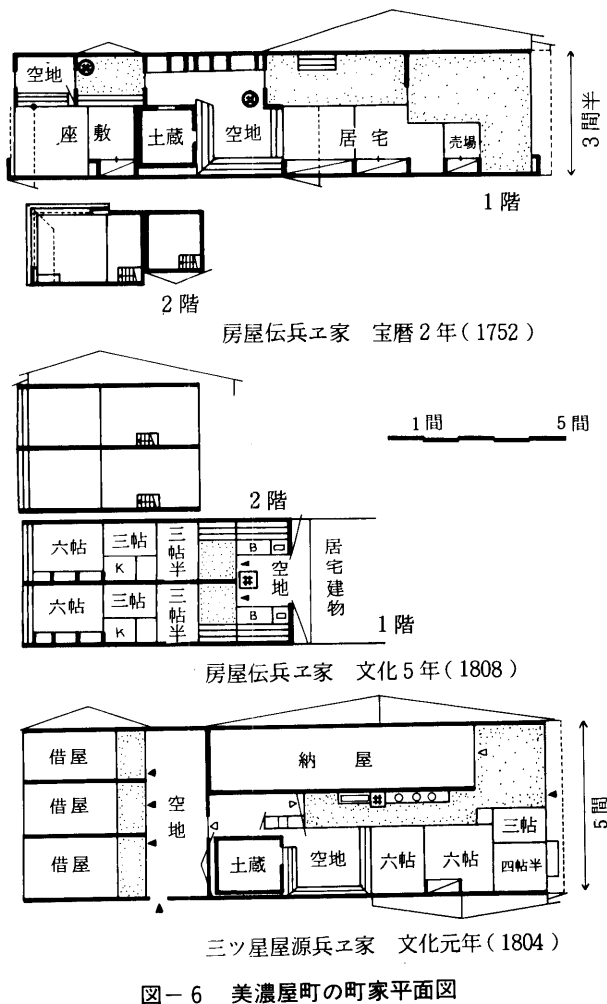 空地
座敷
土蔵
空地
居宅
売場
3間半
1階
2階
房屋伝兵ヱ家 宝暦2年(1752)
1間 5間
2階
六帖 三帖 三帖半
K
B
空地
居宅建物
六帖 三帖 三帖半
K
B
1階
房屋伝兵ヱ家 文化5年(1808)
借屋
借屋
借屋
空地
納屋
土蔵
空地
六帖
六帖
三帖
四帖半
5間
三ツ星屋源兵ヱ家 文化元年(1804)
図-6 美濃屋町の町家平面図